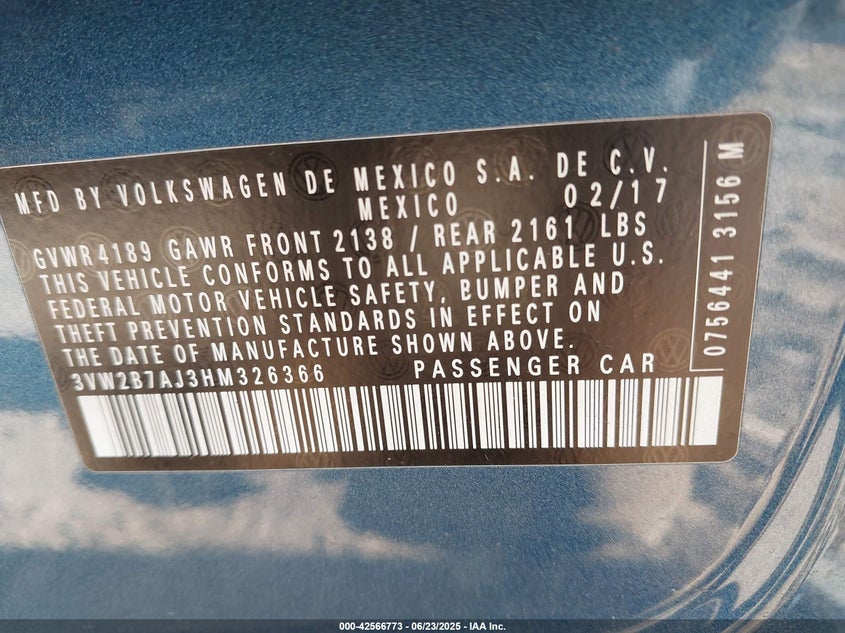 MFD BY VOLKSWAGEN DE MEXICO S.A. DE C.V.
MEXICO 02/17
GVWR 4189 GAWR FRONT 2138 / REAR 2161 LBS
THIS VEHICLE CONFORMS TO ALL APPLICABLE U.S.
FEDERAL MOTOR VEHICLE SAFETY, BUMPER AND
THEFT PREVENTION STANDARDS IN EFFECT ON
THE DATE OF MANUFACTURE SHOWN ABOVE.
3VW2B7AJ3HM326366 PASSENGER CAR
0756441 3156 M
000-42566773 - 06/23/2025 - IAA Inc.